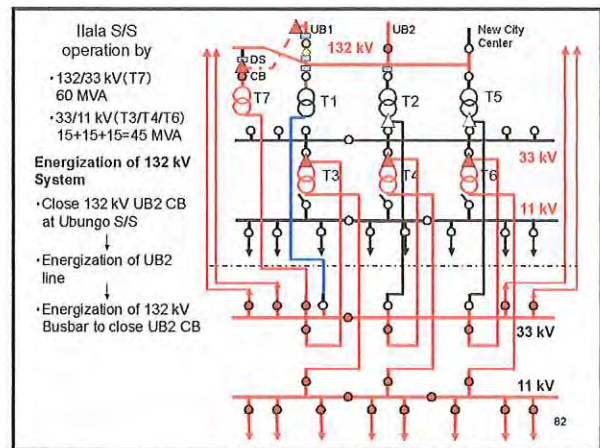 Ilala S/S
operation by
・132/33 kV(T7)
60 MVA
・33/11 kV(T3/T4/T6)
15+15+15=45 MVA
Energization of 132 kV
System
・Close 132 kV UB2 CB
at Ubungo S/S
・Energization of UB2
line
・Energization of 132 kV
Busbar to close UB2 CB
UB1
UB2
New City
Center
132 kV
DS
CB
T7
T1
T2
T5
33 kV
T3
T4
T6
11 kV
33 kV
11 kV
82